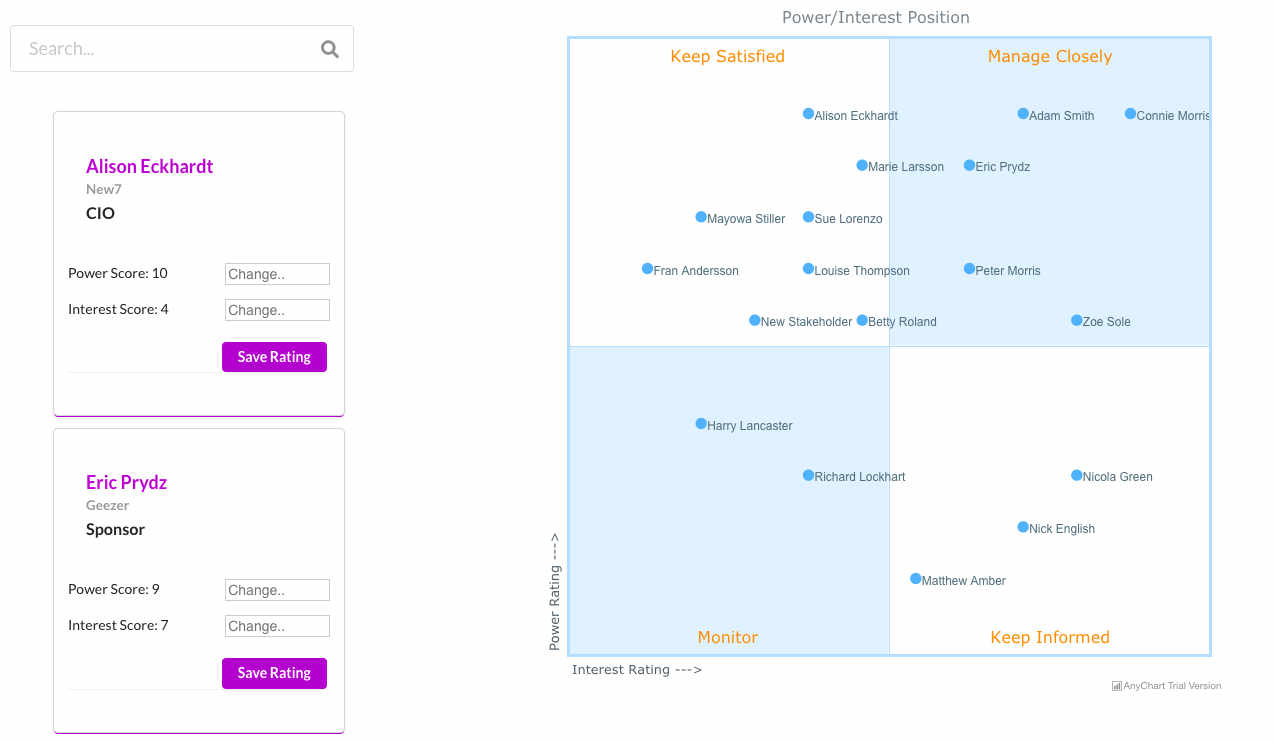 Search...
Alison Eckhardt
New7
CIO
Power Score: 10 Change..
Interest Score: 4 Change..
Save Rating
Eric Prydz
Geezer
Sponsor
Power Score: 9 Change..
Interest Score: 7 Change..
Save Rating
Power/Interest Position
Keep Satisfied Manage Closely
Alison Eckhardt Adam Smith Connie Morris
Marie Larsson Eric Prydz
Mayowa Stiller Sue Lorenzo
Fran Andersson Louise Thompson Peter Morris
New Stakeholder Betty Roland Zoe Sole
Harry Lancaster
Richard Lockhart Nicola Green
Nick English
Matthew Amber
Monitor Keep Informed
Power Rating --->
Interest Rating --->
AnyChart Trial Version